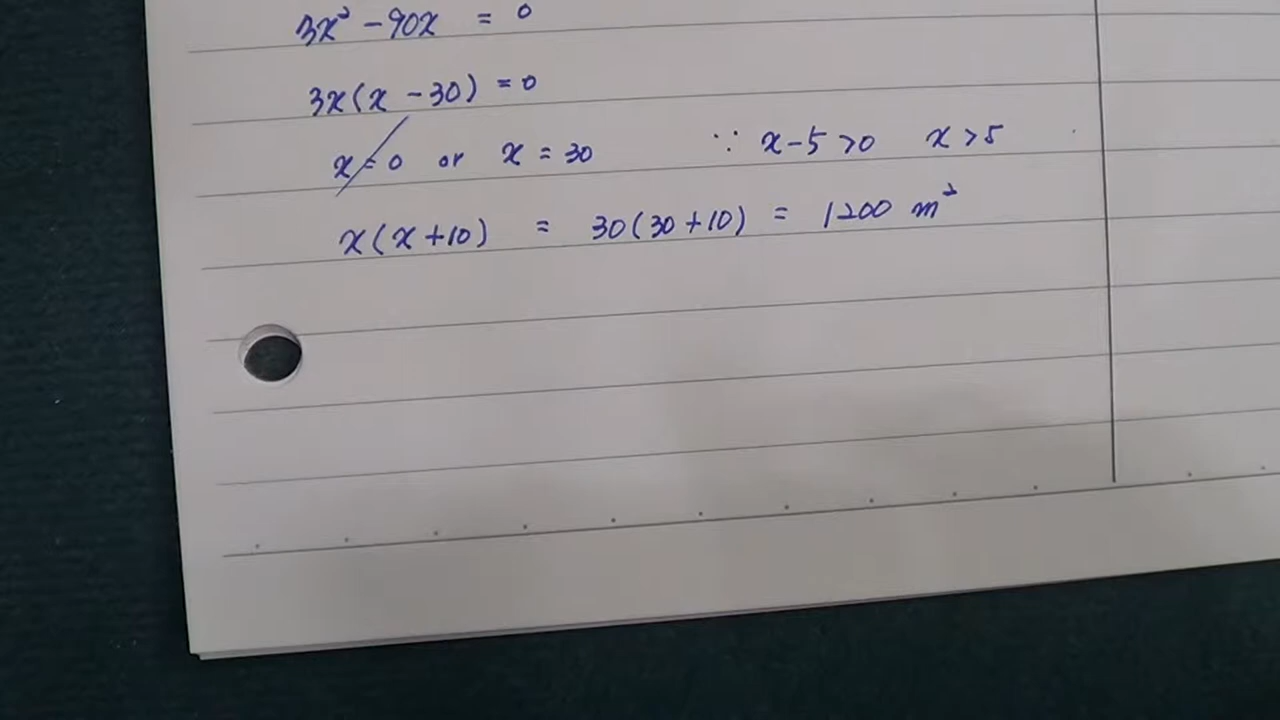 3x² - 90x = 0
3x(x - 30) = 0
x = 0 or x = 30 ∵ x-5>0 x>5
x(x+10) = 30(30+10) = 1200 m²